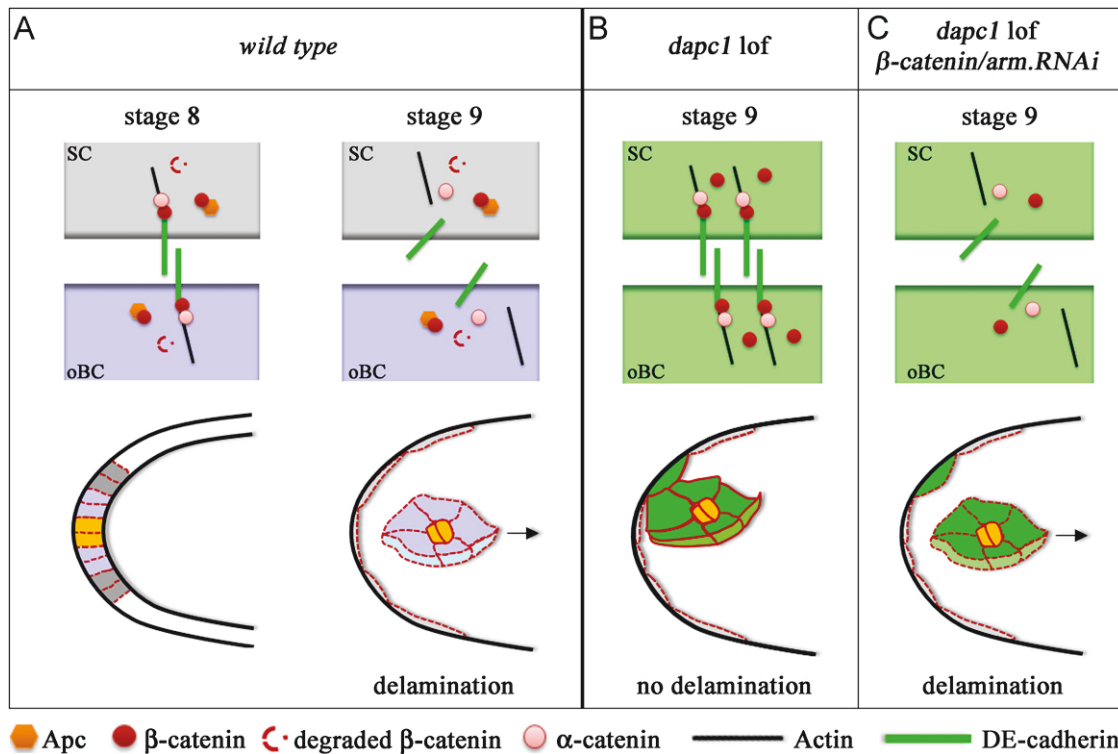 A
wild type
B
dapc1 lof
C
dapc1 lof
β-catenin/arm.RNAi
stage 8
stage 9
stage 9
stage 9
SC
SC
SC
SC
oBC
oBC
oBC
oBC
delamination
no delamination
delamination
Apc β-catenin degraded β-catenin α-catenin Actin DE-cadherin